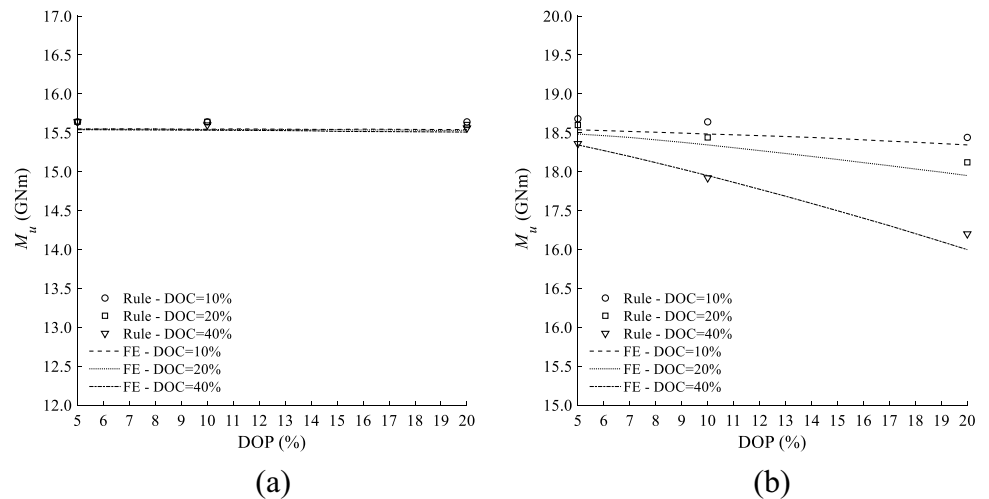 17.0
16.5
16.0
15.5
15.0
14.5
14.0
13.5
13.0
12.5
12.0
M_u (GNm)
Rule - DOC=10%
Rule - DOC=20%
Rule - DOC=40%
FE - DOC=10%
FE - DOC=20%
FE - DOC=40%
5 6 7 8 9 10 11 12 13 14 15 16 17 18 19 20
DOP (%)
(a)
20.0
19.5
19.0
18.5
18.0
17.5
17.0
16.5
16.0
15.5
15.0
M_u (GNm)
Rule - DOC=10%
Rule - DOC=20%
Rule - DOC=40%
FE - DOC=10%
FE - DOC=20%
FE - DOC=40%
5 6 7 8 9 10 11 12 13 14 15 16 17 18 19 20
DOP (%)
(b)